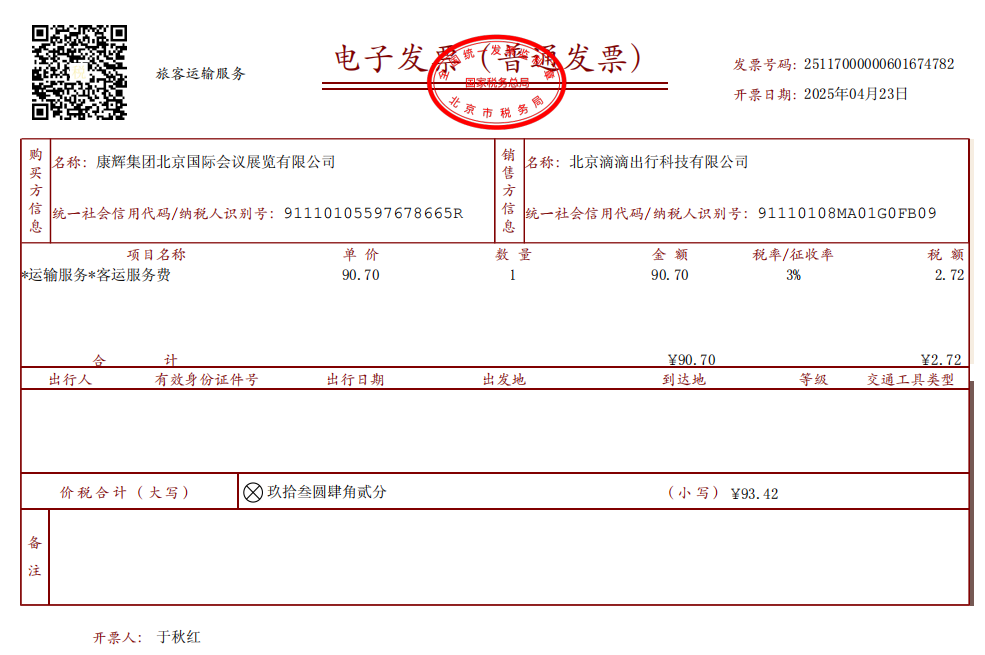 电子发票（普通发票）
旅客运输服务
全国统一发票监制章
国家税务总局
北京市税务局
发票号码: 25117000000601674782
开票日期: 2025年04月23日
购买方信息
名称: 康辉集团北京国际会议展览有限公司
统一社会信用代码/纳税人识别号: 91110105597678665R
销售方信息
名称: 北京滴滴出行科技有限公司
统一社会信用代码/纳税人识别号: 91110108MA01G0FB09
项目名称 单价 数量 金额 税率/征收率 税额
*运输服务*客运服务费 90.70 1 90.70 3% 2.72
合计 ¥90.70 ¥2.72
出行人 有效身份证件号 出行日期 出发地 到达地 等级 交通工具类型
价税合计（大写） ⊗玖拾叁圆肆角贰分 （小写）¥93.42
备注
开票人: 于秋红